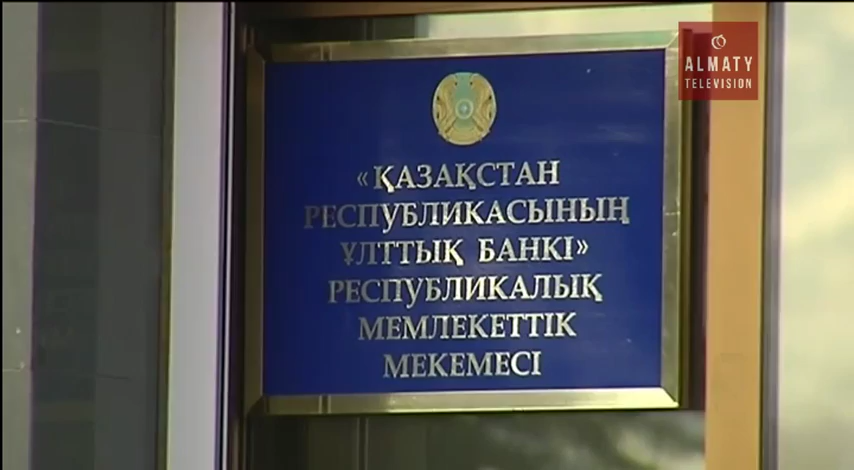 ALMATY
TELEVISION
«ҚАЗАҚСТАН
РЕСПУБЛИКАСЫНЫҢ
ҰЛТТЫҚ БАНКІ»
РЕСПУБЛИКАЛЫҚ
МЕМЛЕКЕТТІК
МЕКЕМЕСІ